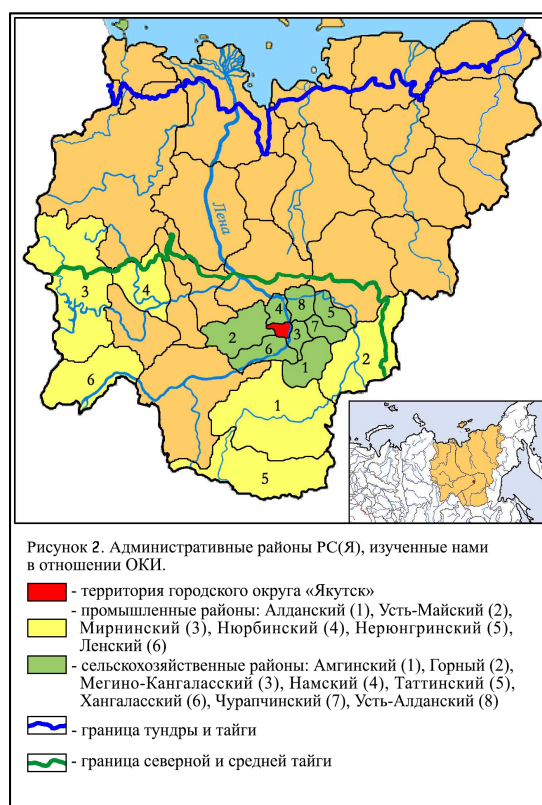 Лена
3
4
6
2
4
8
5
3
7
6
1
2
1
5
Рисунок 2. Административные районы РС(Я), изученные нами
в отношении ОКИ.
- территория городского округа «Якутск»
- промышленные районы: Алданский (1), Усть-Майский (2),
Мирнинский (3), Нюрбинский (4), Нерюнгринский (5),
Ленский (6)
- сельскохозяйственные районы: Амгинский (1), Горный (2),
Мегино-Кангаласский (3), Намский (4), Таттинский (5),
Хангаласский (6), Чурапчинский (7), Усть-Алданский (8)
- граница тундры и тайги
- граница северной и средней тайги